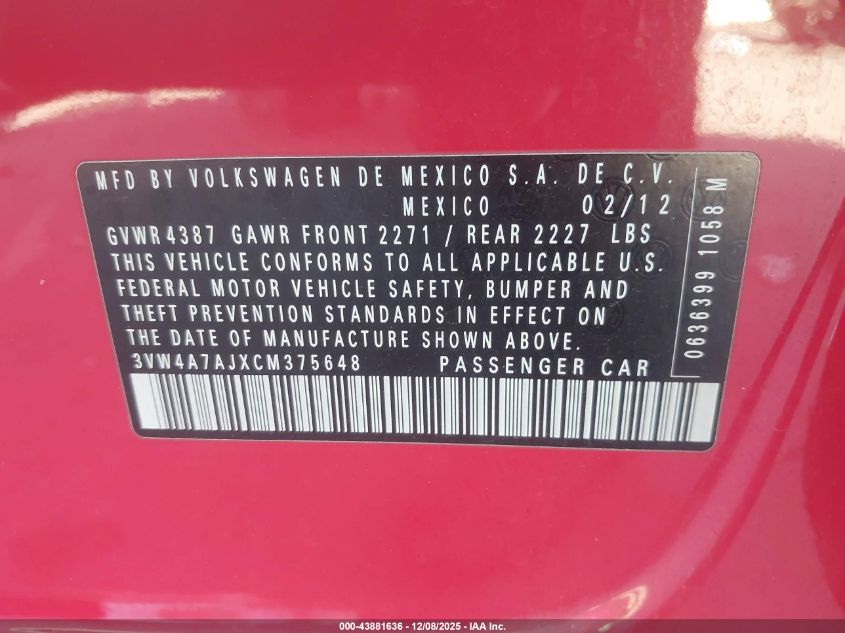 MFD BY VOLKSWAGEN DE MEXICO S.A. DE C.V.
MEXICO 02/12
GVWR 4387 GAWR FRONT 2271 / REAR 2227 LBS
THIS VEHICLE CONFORMS TO ALL APPLICABLE U.S.
FEDERAL MOTOR VEHICLE SAFETY, BUMPER AND
THEFT PREVENTION STANDARDS IN EFFECT ON
THE DATE OF MANUFACTURE SHOWN ABOVE.
3VW4A7AJXCM375648 PASSENGER CAR
0636399 1058 M
000-43881636 - 12/08/2025 - IAA Inc.